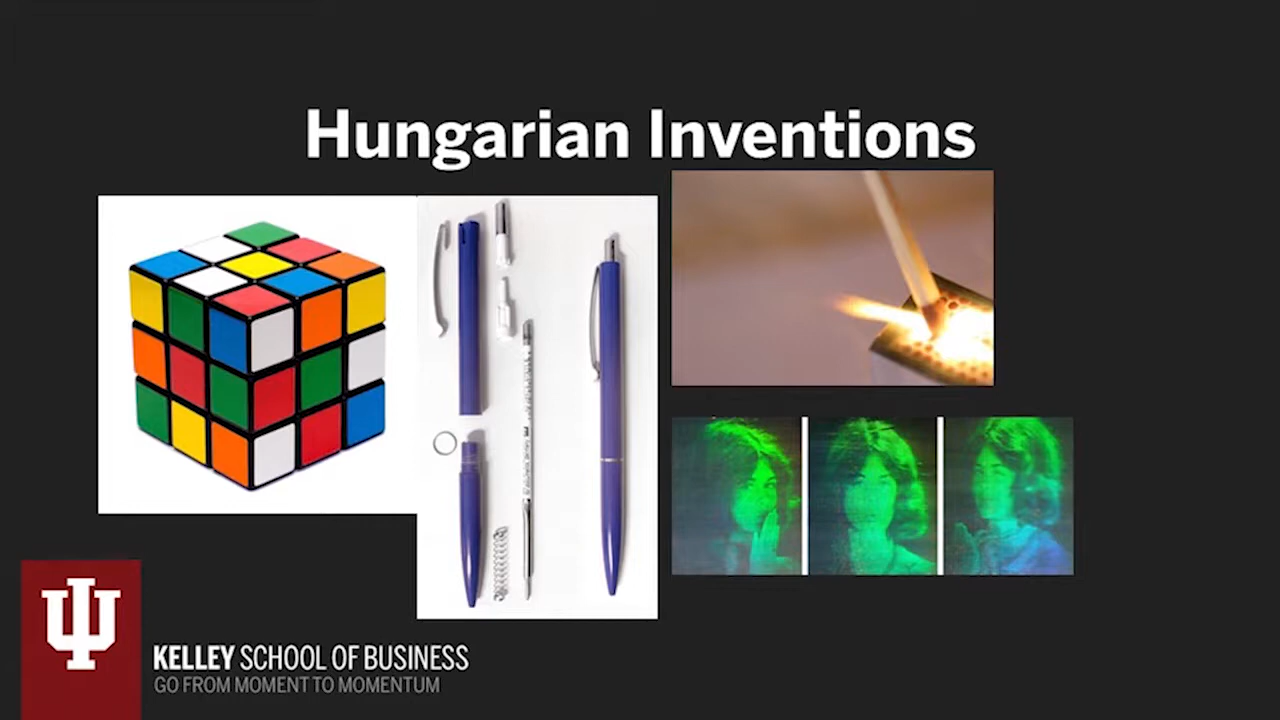 Hungarian Inventions
KELLEY SCHOOL OF BUSINESS
GO FROM MOMENT TO MOMENTUM